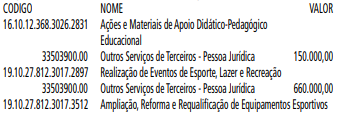 CODIGO NOME VALOR
16.10.12.368.3026.2831 Ações e Materiais de Apoio Didático-Pedagógico
Educacional
33503900.00 Outros Serviços de Terceiros - Pessoa Jurídica 150.000,00
19.10.27.812.3017.2897 Realização de Eventos de Esporte, Lazer e Recreação
33503900.00 Outros Serviços de Terceiros - Pessoa Jurídica 660.000,00
19.10.27.812.3017.3512 Ampliação, Reforma e Requalificação de Equipamentos Esportivos